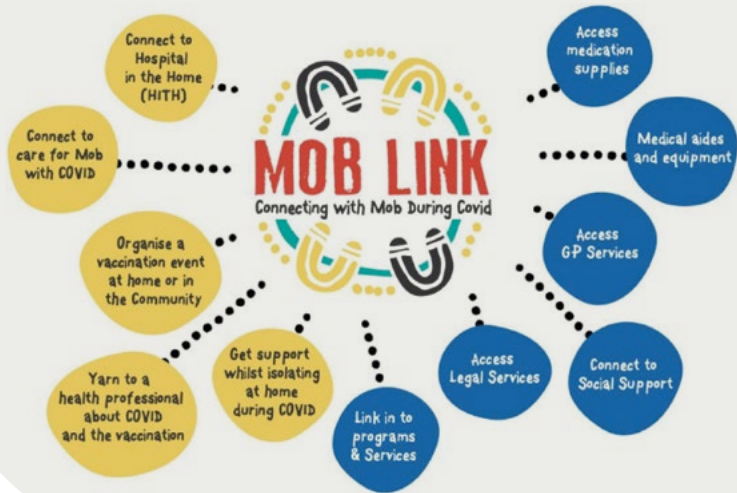 MOB LINK
Connecting with Mob During Covid
Connect to
Hospital
in the Home
(HITH)
Connect to
care for Mob
with COVID
Organise a
vaccination event
at home or in
the Community
Yarn to a
health professional
about COVID
and the vaccination
Get support
whilst isolating
at home
during COVID
Link in to
programs
& Services
Access
Legal Services
Connect to
Social Support
Access
GP Services
Medical aides
and equipment
Access
medication
supplies